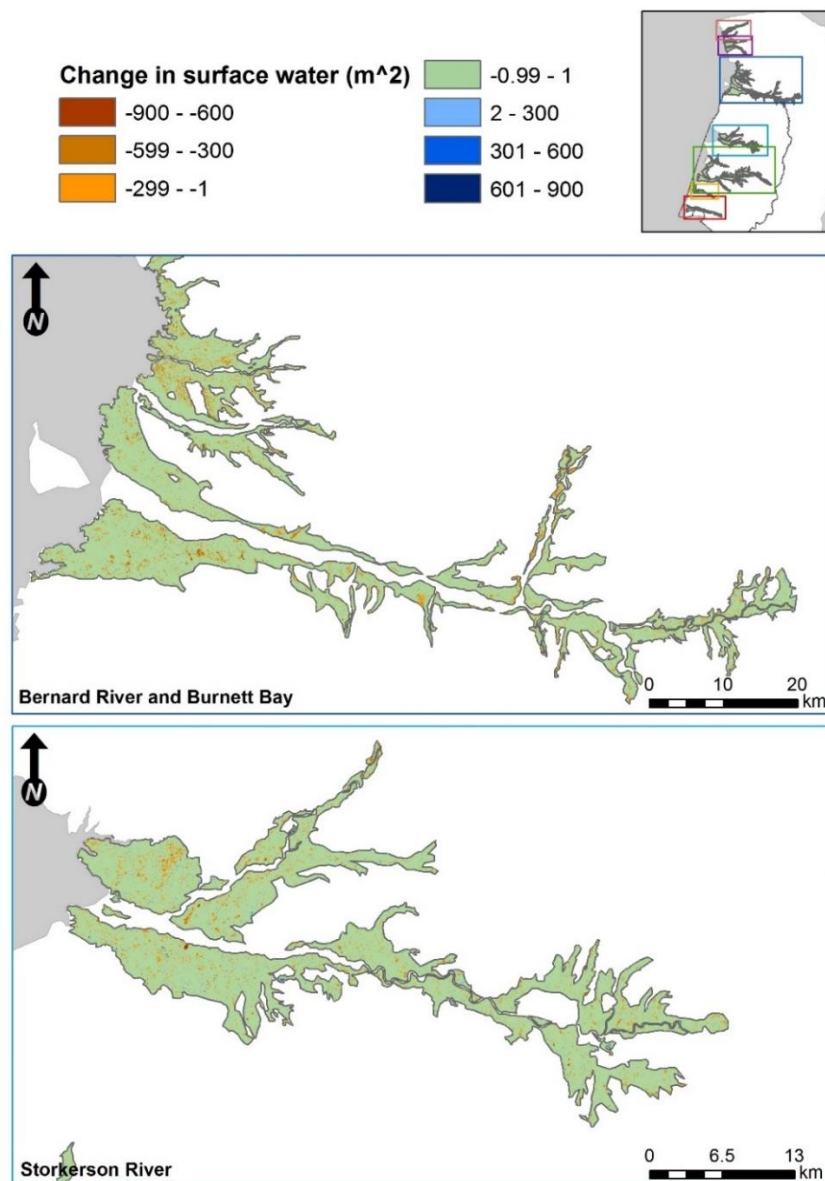 Change in surface water (m^2)
-900 - -600
-599 - -300
-299 - -1
-0.99 - 1
2 - 300
301 - 600
601 - 900
N
Bernard River and Burnett Bay
0 10 20
km
N
Storkerson River
0 6.5 13
km